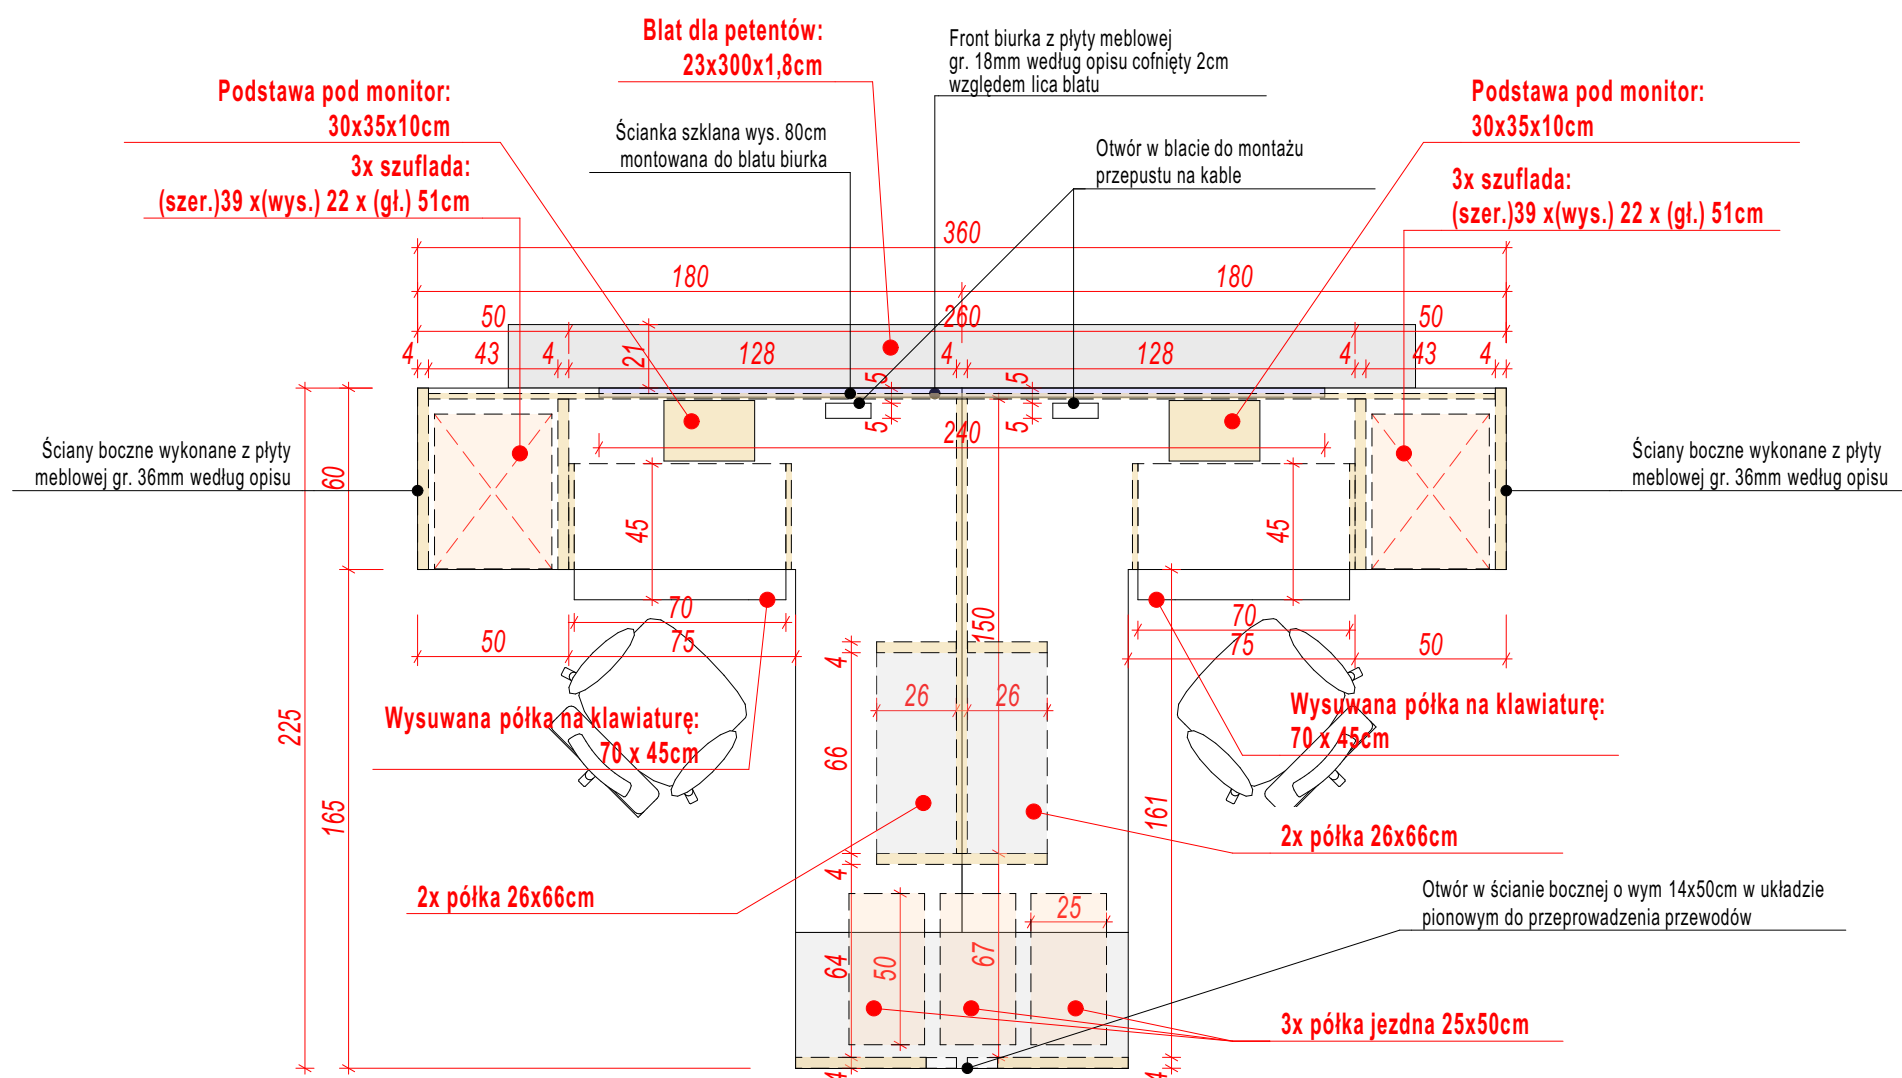 Blat dla petentów:
23x300x1,8cm
Front biurka z płyty meblowej
gr. 18mm według opisu cofnięty 2cm
względem lica blatu
Podstawa pod monitor:
30x35x10cm
Podstawa pod monitor:
30x35x10cm
Ścianka szklana wys. 80cm
montowana do blatu biurka
Otwór w blacie do montażu
przepustu na kable
3x szuflada:
(szer.)39 x(wys.) 22 x (gł.) 51cm
3x szuflada:
(szer.)39 x(wys.) 22 x (gł.) 51cm
360
180
180
50
260
50
4
43
4
21
128
4
128
4
43
4
5
5
5
5
240
Ściany boczne wykonane z płyty
meblowej gr. 36mm według opisu
Ściany boczne wykonane z płyty
meblowej gr. 36mm według opisu
60
45
45
70
70
150
50
75
75
50
4
26
26
Wysuwana półka na klawiaturę:
70 x 45cm
Wysuwana półka na klawiaturę:
70 x 45cm
225
66
165
161
2x półka 26x66cm
4
2x półka 26x66cm
Otwór w ścianie bocznej o wym 14x50cm w układzie
pionowym do przeprowadzenia przewodów
25
64
50
67
3x półka jezdna 25x50cm
4
4